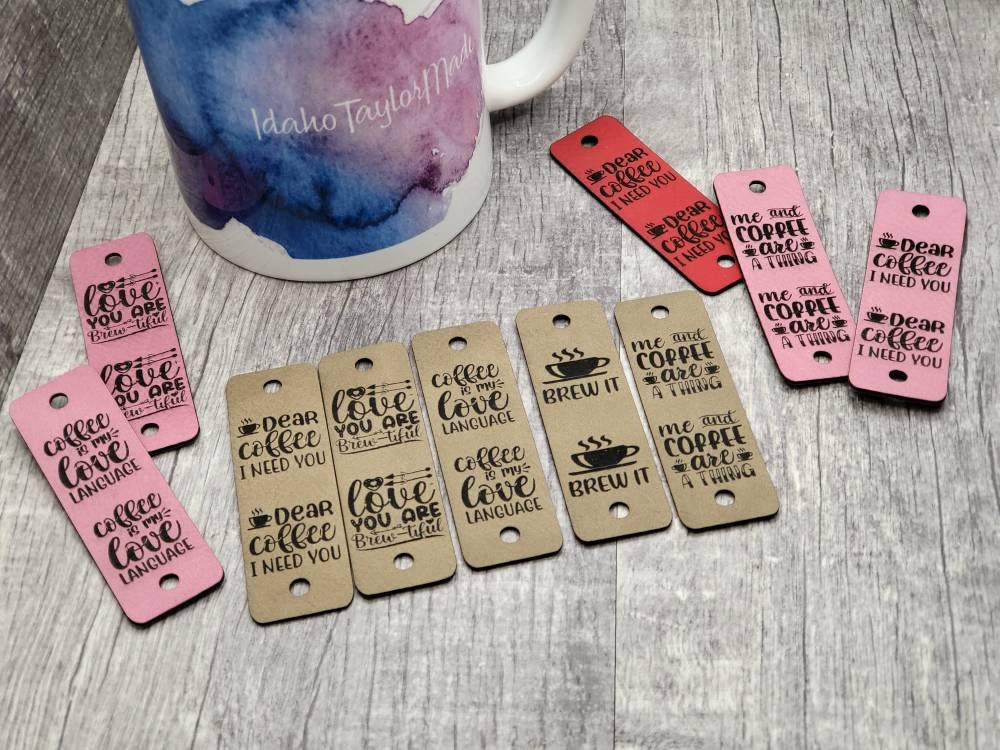 Idaho TaylorMade
Dear
coffee
I NEED YOU
Dear
coffee
I NEED YOU
me and
COFFEE
are
A THING
me and
COFFEE
are
A THING
Dear
coffee
I NEED YOU
Dear
coffee
I NEED YOU
love
YOU ARE
Brew-tiful
love
YOU ARE
Brew-tiful
coffee
is my
love
LANGUAGE
coffee
is my
love
LANGUAGE
Dear
coffee
I NEED YOU
Dear
coffee
I NEED YOU
love
YOU ARE
Brew-tiful
love
YOU ARE
Brew-tiful
coffee
is my
love
LANGUAGE
coffee
is my
love
LANGUAGE
BREW IT
BREW IT
me and
COFFEE
are
A THING
me and
COFFEE
are
A THING